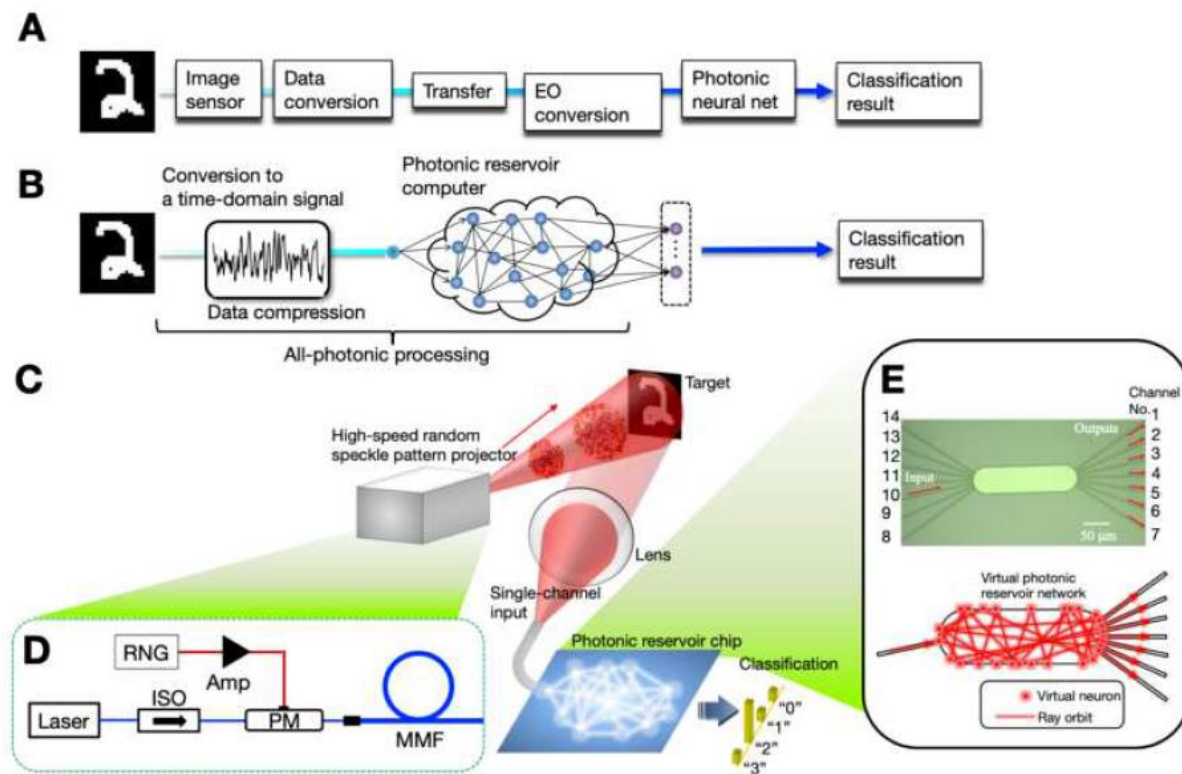 A
Image
sensor
Data
conversion
Transfer
EO
conversion
Photonic
neural net
Classification
result
B
Conversion to
a time-domain signal
Data compression
Photonic reservoir
computer
Classification
result
All-photonic processing
C
Target
High-speed random
speckle pattern projector
Lens
Single-channel
input
Photonic reservoir chip
Classification
"0"
"1"
"2"
"3"
D
RNG
Amp
Laser
ISO
PM
MMF
E
Channel
No.
14
13
12
11
10
9
8
Input
Outputs
50 μm
1
2
3
4
5
6
7
Virtual photonic
reservoir network
Virtual neuron
Ray orbit